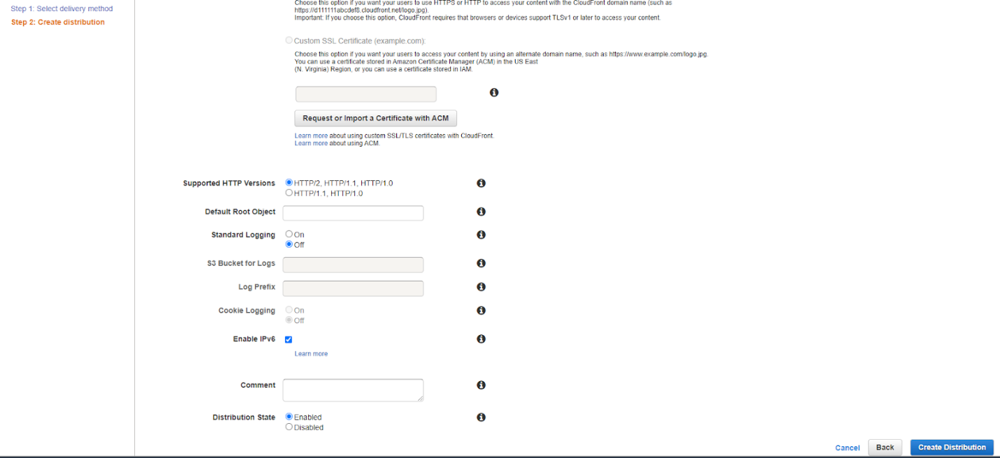 Step 1: Select delivery method
Step 2: Create distribution
Choose this option if you want your users to use HTTPS or HTTP to access your content with the CloudFront domain name (such as
https://d111111abcdef8.cloudfront.net/logo.jpg).
Important: If you choose this option, CloudFront requires that browsers or devices support TLSv1 or later to access your content.
Custom SSL Certificate (example.com):
Choose this option if you want your users to access your content by using an alternate domain name, such as https://www.example.com/logo.jpg.
You can use a certificate stored in Amazon Certificate Manager (ACM) in the US East
(N. Virginia) Region, or you can use a certificate stored in IAM.
Request or Import a Certificate with ACM
Learn more about using custom SSL/TLS certificates with CloudFront.
Learn more about using ACM.
Supported HTTP Versions HTTP/2, HTTP/1.1, HTTP/1.0
HTTP/1.1, HTTP/1.0
Default Root Object
Standard Logging On
Off
S3 Bucket for Logs
Log Prefix
Cookie Logging On
Off
Enable IPv6
Learn more
Comment
Distribution State Enabled
Disabled
Cancel Back Create Distribution